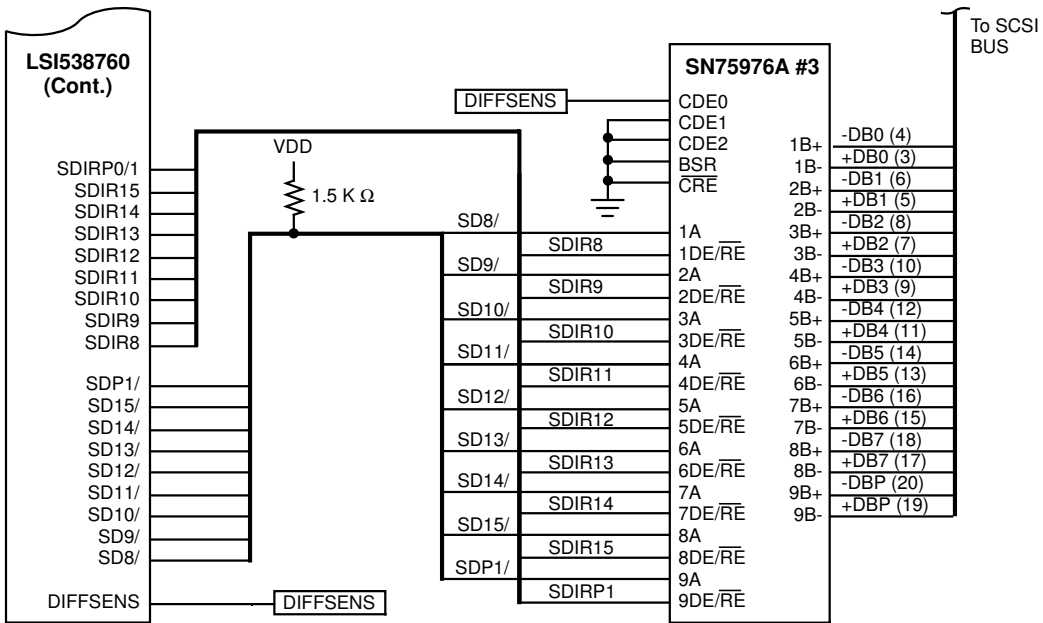 To SCSI
BUS
LSI538760
(Cont.)
SN75976A #3
DIFFSENS
CDE0
CDE1
CDE2
BSR
CRE
VDD
1.5 K Ω
SDIRP0/1
SDIR15
SDIR14
SDIR13
SDIR12
SDIR11
SDIR10
SDIR9
SDIR8
SDP1/
SD15/
SD14/
SD13/
SD12/
SD11/
SD10/
SD9/
SD8/
DIFFSENS
DIFFSENS
SD8/
SD9/
SD10/
SD11/
SD12/
SD13/
SD14/
SD15/
SDP1/
SDIR8
SDIR9
SDIR10
SDIR11
SDIR12
SDIR13
SDIR14
SDIR15
SDIRP1
1A
1DE/RE
2A
2DE/RE
3A
3DE/RE
4A
4DE/RE
5A
5DE/RE
6A
6DE/RE
7A
7DE/RE
8A
8DE/RE
9A
9DE/RE
1B+ -DB0 (4)
1B- +DB0 (3)
2B+ -DB1 (6)
2B- +DB1 (5)
3B+ -DB2 (8)
3B- +DB2 (7)
4B+ -DB3 (10)
4B- +DB3 (9)
5B+ -DB4 (12)
5B- +DB4 (11)
6B+ -DB5 (14)
6B- +DB5 (13)
7B+ -DB6 (16)
7B- +DB6 (15)
8B+ -DB7 (18)
8B- +DB7 (17)
9B+ -DBP (20)
9B- +DBP (19)